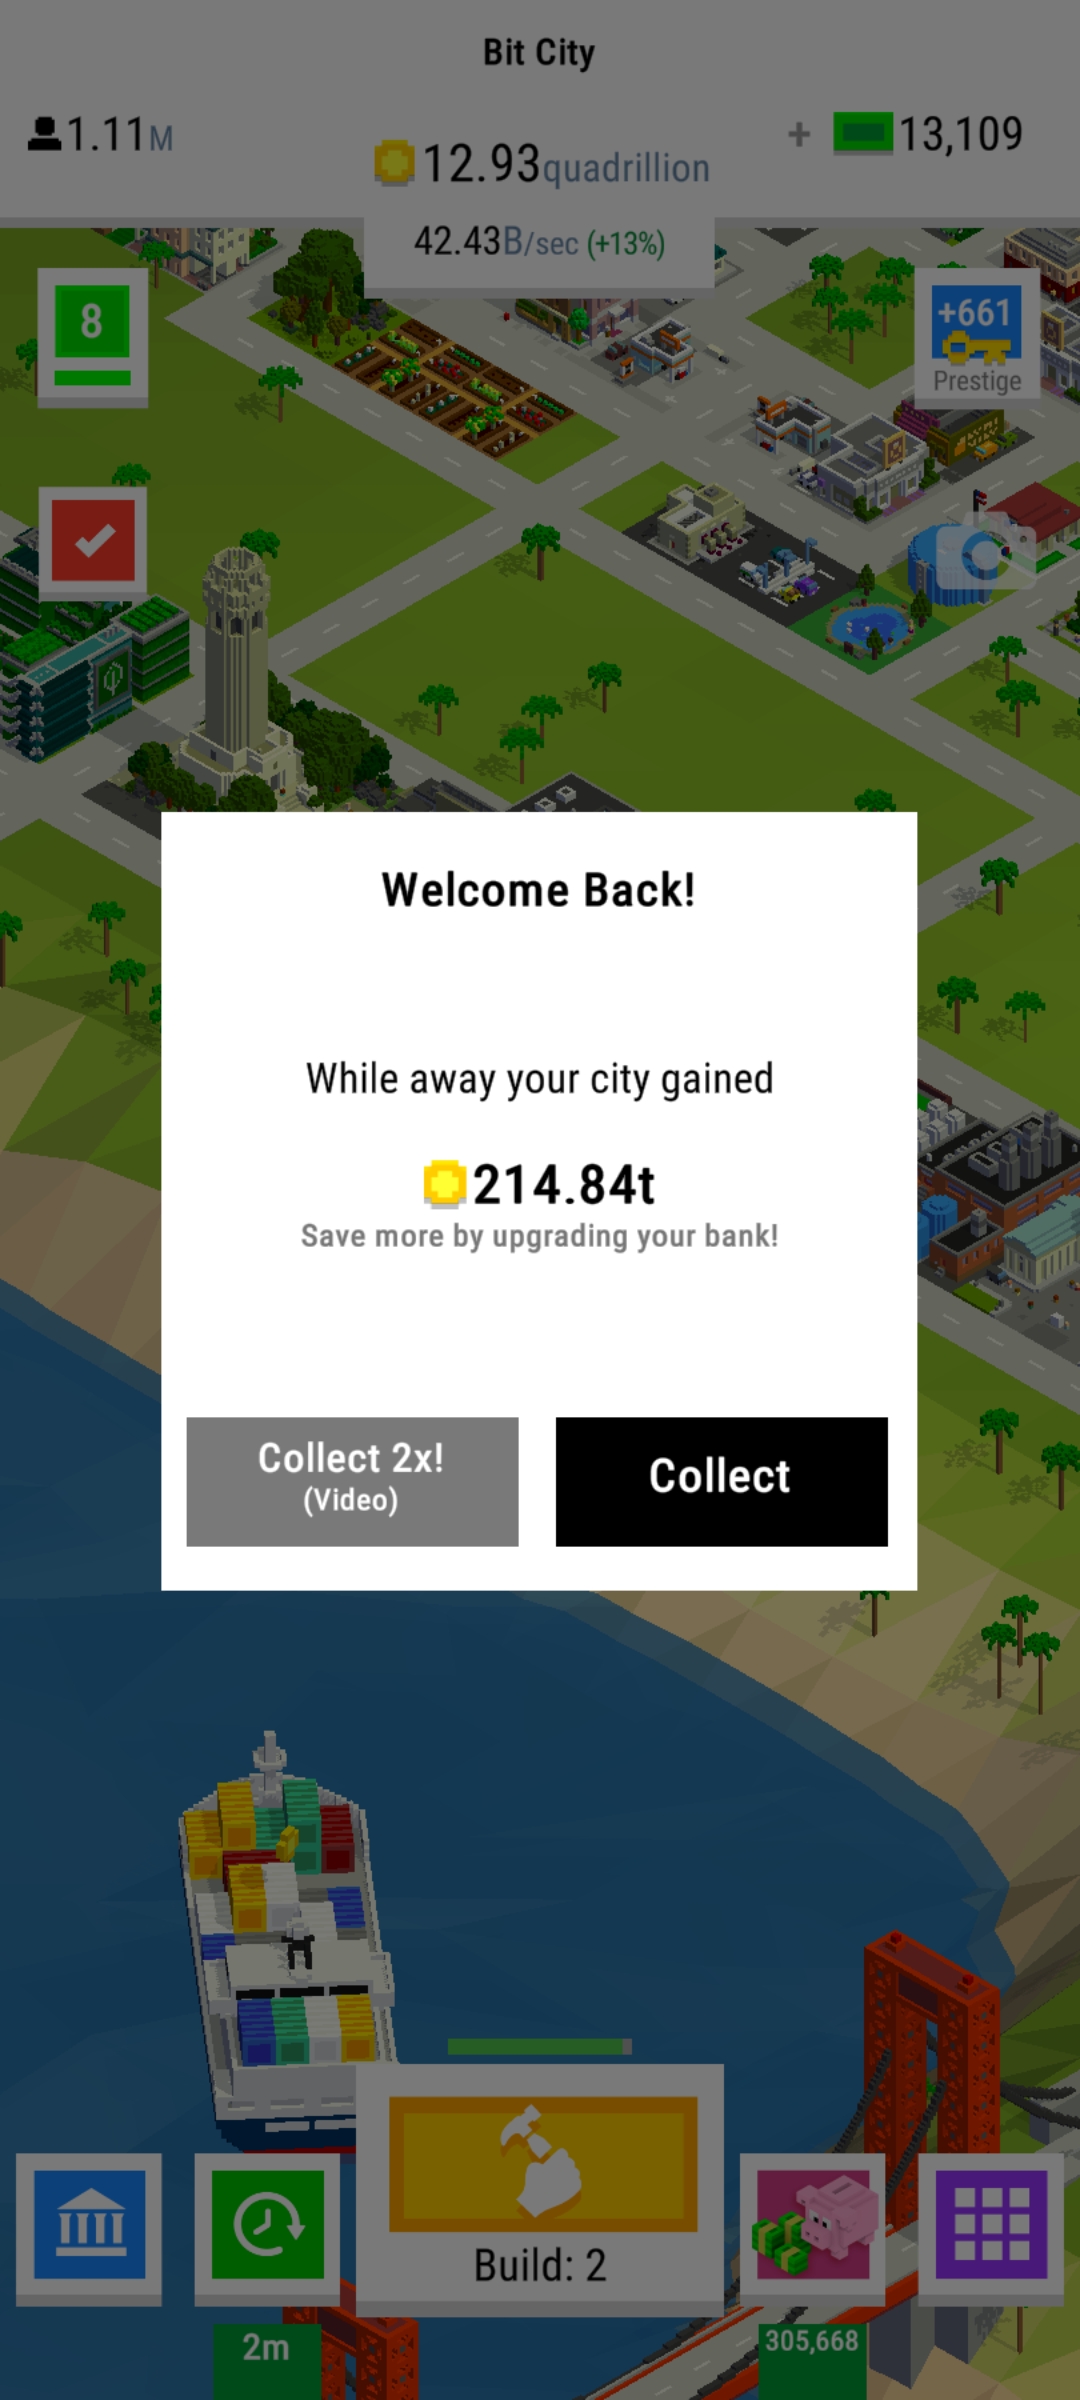 Bit City
1.11M
12.93quadrillion
+ 13,109
42.43B/sec (+13%)
8
+661
Prestige
Welcome Back!
While away your city gained
214.84t
Save more by upgrading your bank!
Collect 2x!
(Video)
Collect
Build: 2
2m
305,668